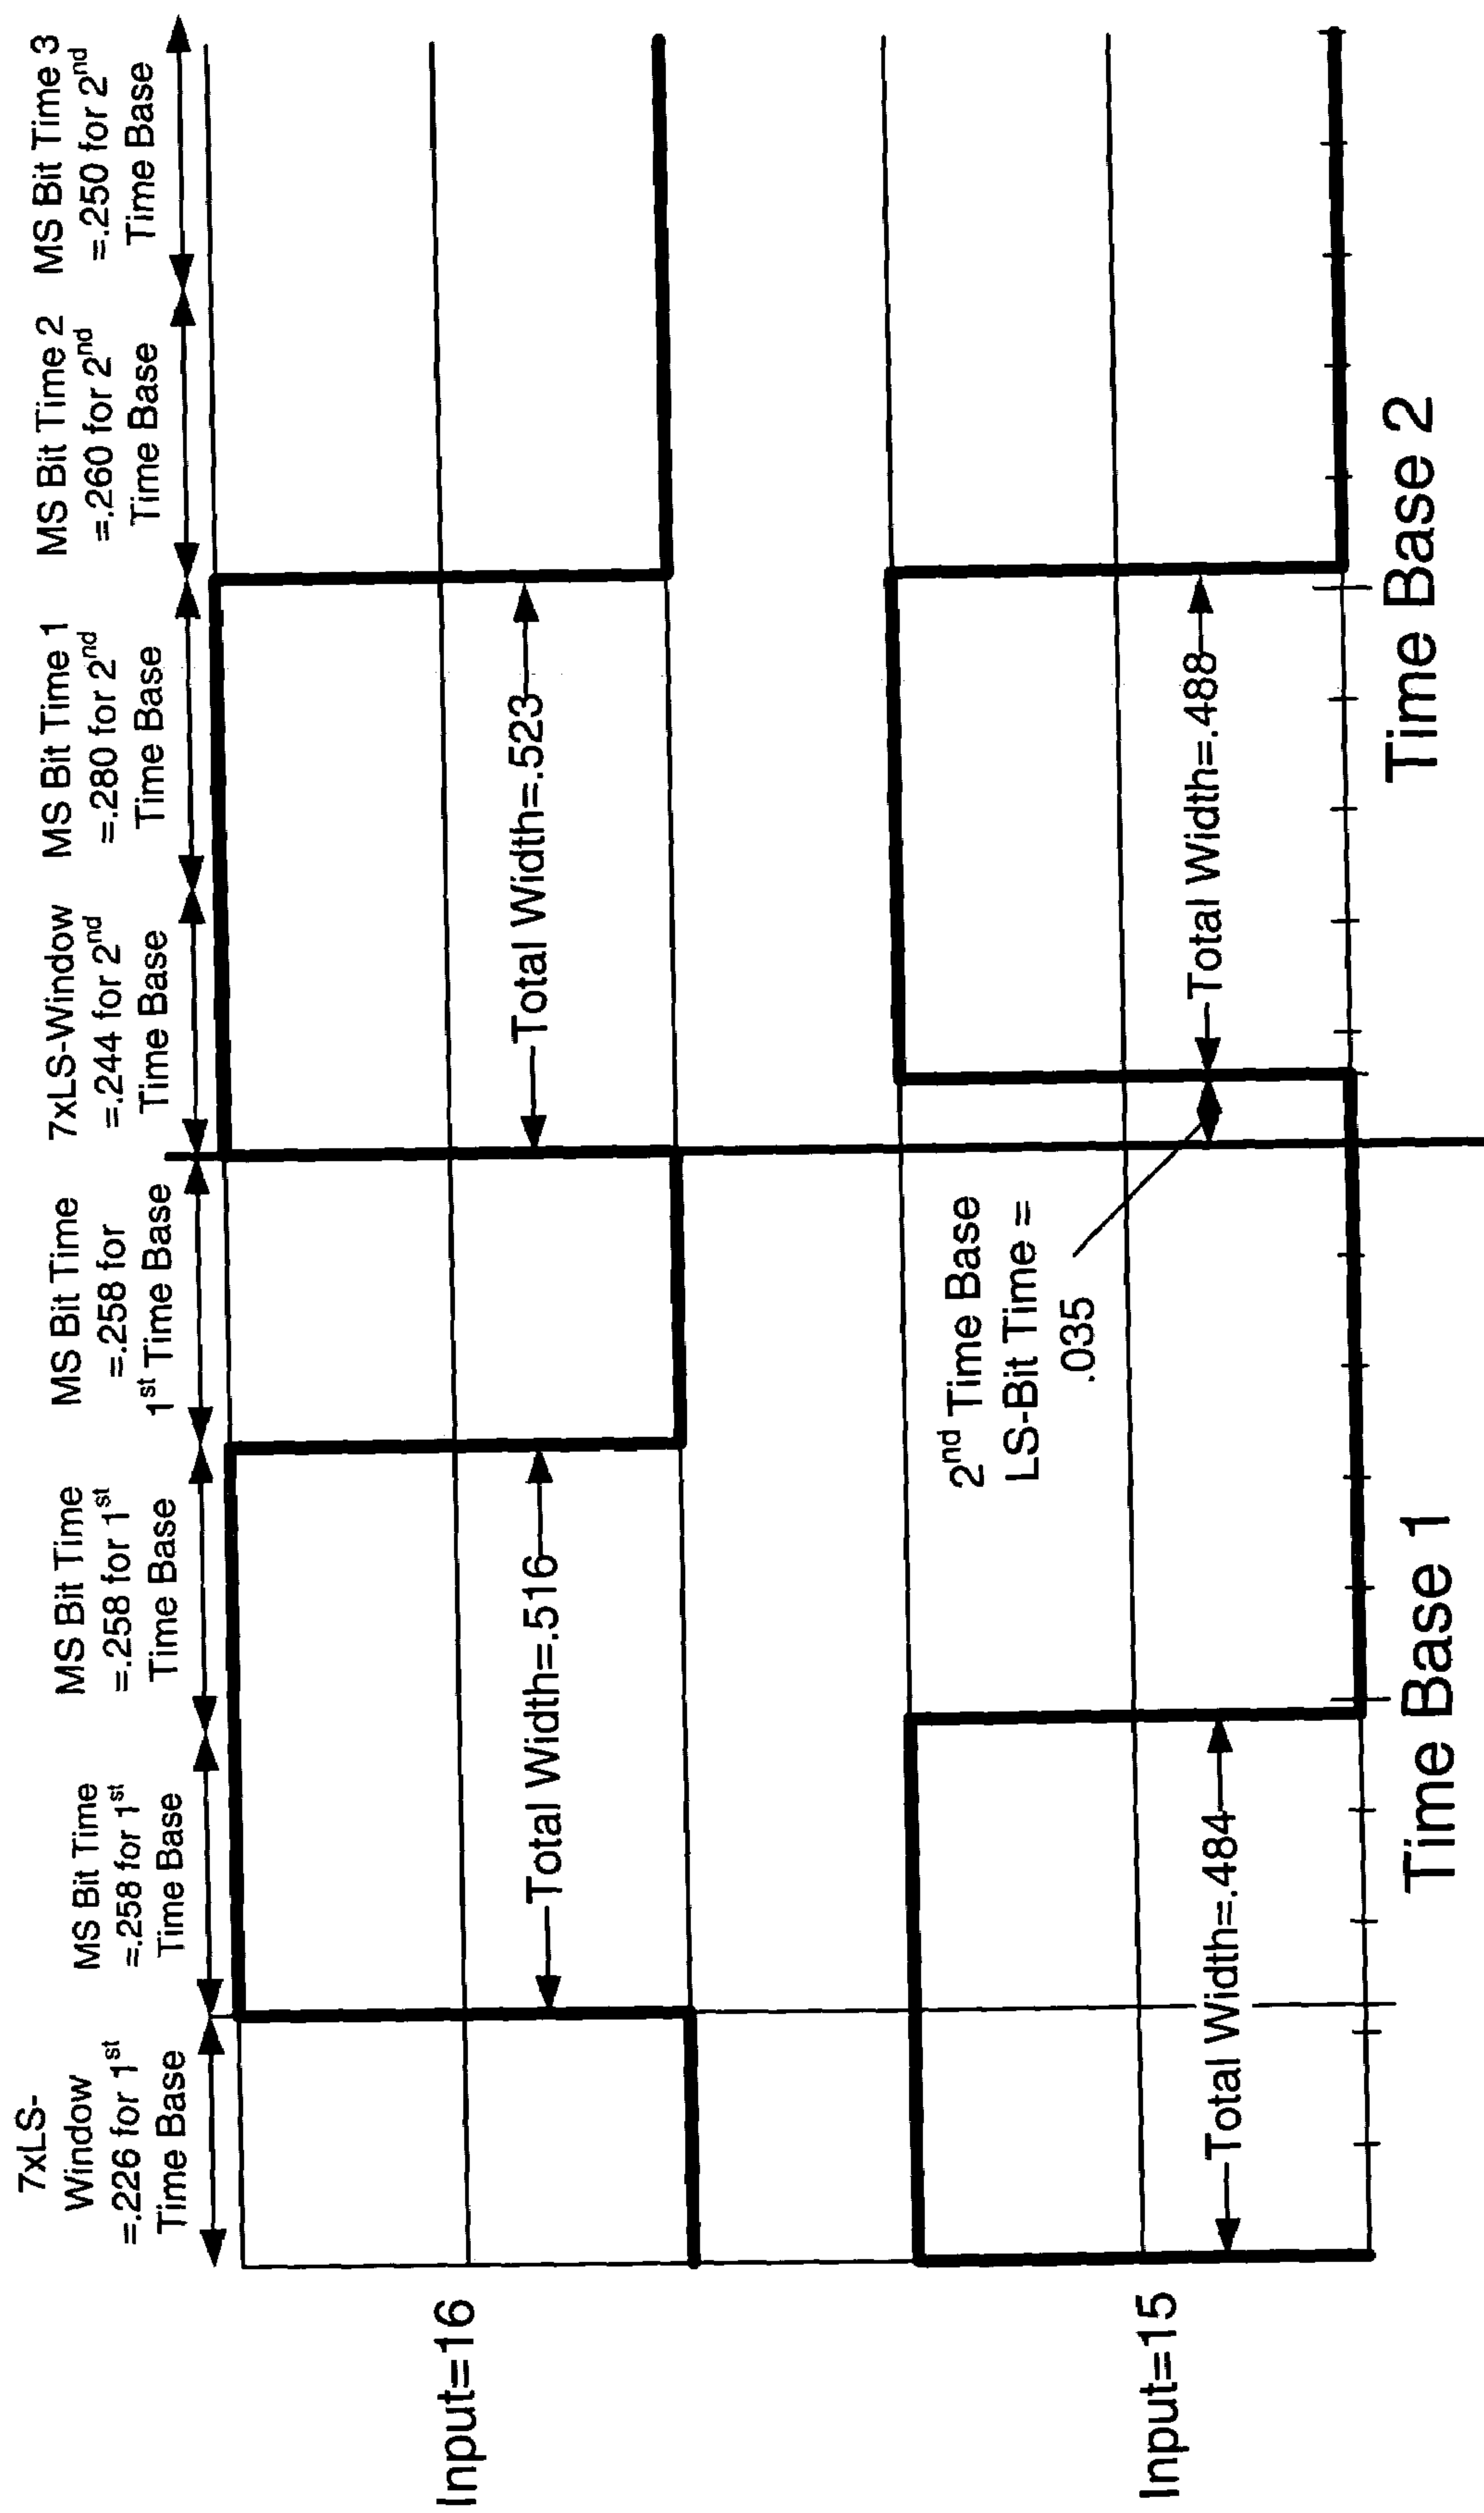 7xLS-
Window
=.226 for 1st
Time Base
MS Bit Time
=.258 for 1st
Time Base
MS Bit Time
=.258 for 1st
Time Base
MS Bit Time
=.258 for
1st Time Base
7xLS-Window
=.244 for 2nd
Time Base
MS Bit Time 1
=.280 for 2nd
Time Base
MS Bit Time 2
=.260 for 2nd
Time Base
MS Bit Time 3
=.250 for 2nd
Time Base
Input=16
Total Width=.516
Total Width=.523
2nd Time Base
LS-Bit Time =
.035
Input=15
Total Width=.484
Total Width=.488
Time Base 1
Time Base 2